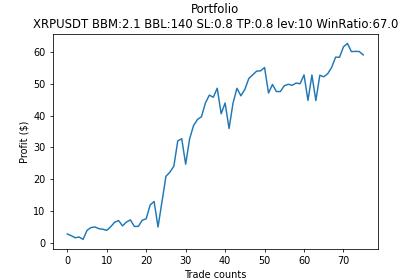 Portfolio
XRPUSDT BBM:2.1 BBL:140 SL:0.8 TP:0.8 lev:10 WinRatio:67.0
60
50
40
30
20
10
0
Profit ($)
0 10 20 30 40 50 60 70
Trade counts